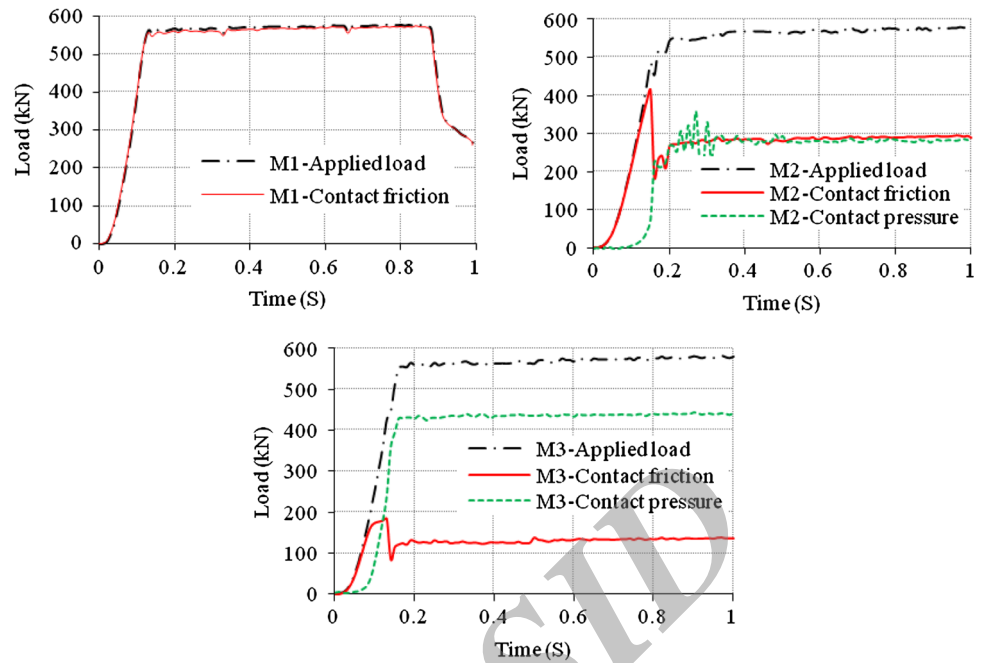 600
500
400
300
200
100
0
Load (kN)
M1-Applied load
M1-Contact friction
0 0.2 0.4 0.6 0.8 1
Time (S)
600
500
400
300
200
100
0
Load (kN)
M2-Applied load
M2-Contact friction
M2-Contact pressure
0 0.2 0.4 0.6 0.8 1
Time (S)
600
500
400
300
200
100
0
Load (kN)
M3-Applied load
M3-Contact friction
M3-Contact pressure
0 0.2 0.4 0.6 0.8 1
Time (S)
SID